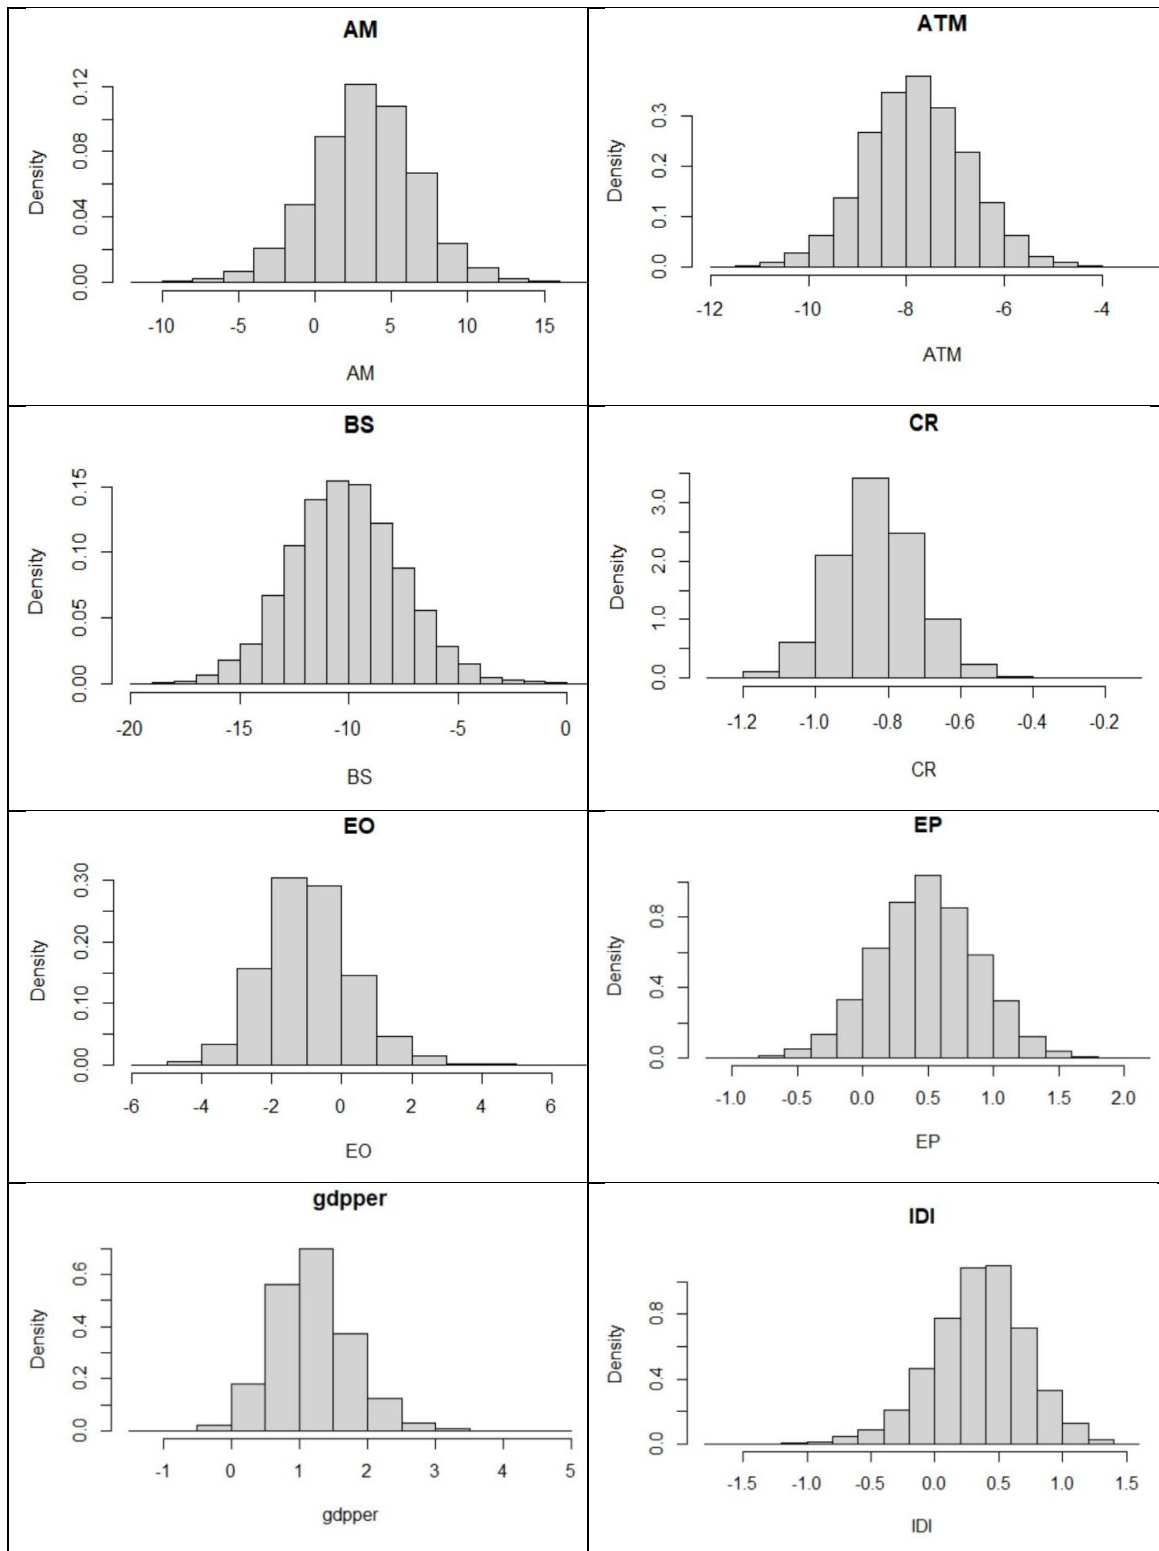 AM
Density
0.00 0.04 0.08 0.12
-10 -5 0 5 10 15
AM
ATM
Density
0.0 0.1 0.2 0.3
-12 -10 -8 -6 -4
ATM
BS
Density
0.00 0.05 0.10 0.15
-20 -15 -10 -5 0
BS
CR
Density
0.0 1.0 2.0 3.0
-1.2 -1.0 -0.8 -0.6 -0.4 -0.2
CR
EO
Density
0.00 0.10 0.20 0.30
-6 -4 -2 0 2 4 6
EO
EP
Density
0.0 0.4 0.8
-1.0 -0.5 0.0 0.5 1.0 1.5 2.0
EP
gdpper
Density
0.0 0.2 0.4 0.6
-1 0 1 2 3 4 5
gdpper
IDI
Density
0.0 0.4 0.8
-1.5 -1.0 -0.5 0.0 0.5 1.0 1.5
IDI